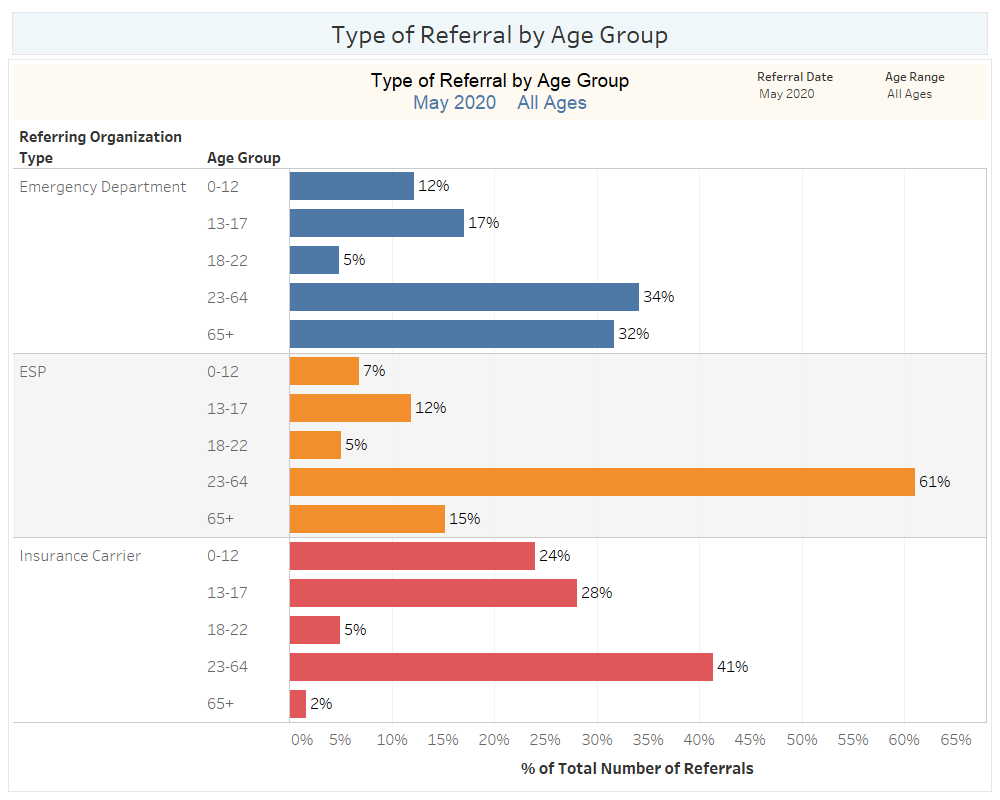 Type of Referral by Age Group
Type of Referral by Age Group
May 2020 All Ages
Referral Date
May 2020
Age Range
All Ages
Referring Organization
Type
Age Group
Emergency Department 0-12 12%
13-17 17%
18-22 5%
23-64 34%
65+ 32%
ESP 0-12 7%
13-17 12%
18-22 5%
23-64 61%
65+ 15%
Insurance Carrier 0-12 24%
13-17 28%
18-22 5%
23-64 41%
65+ 2%
0% 5% 10% 15% 20% 25% 30% 35% 40% 45% 50% 55% 60% 65%
% of Total Number of Referrals